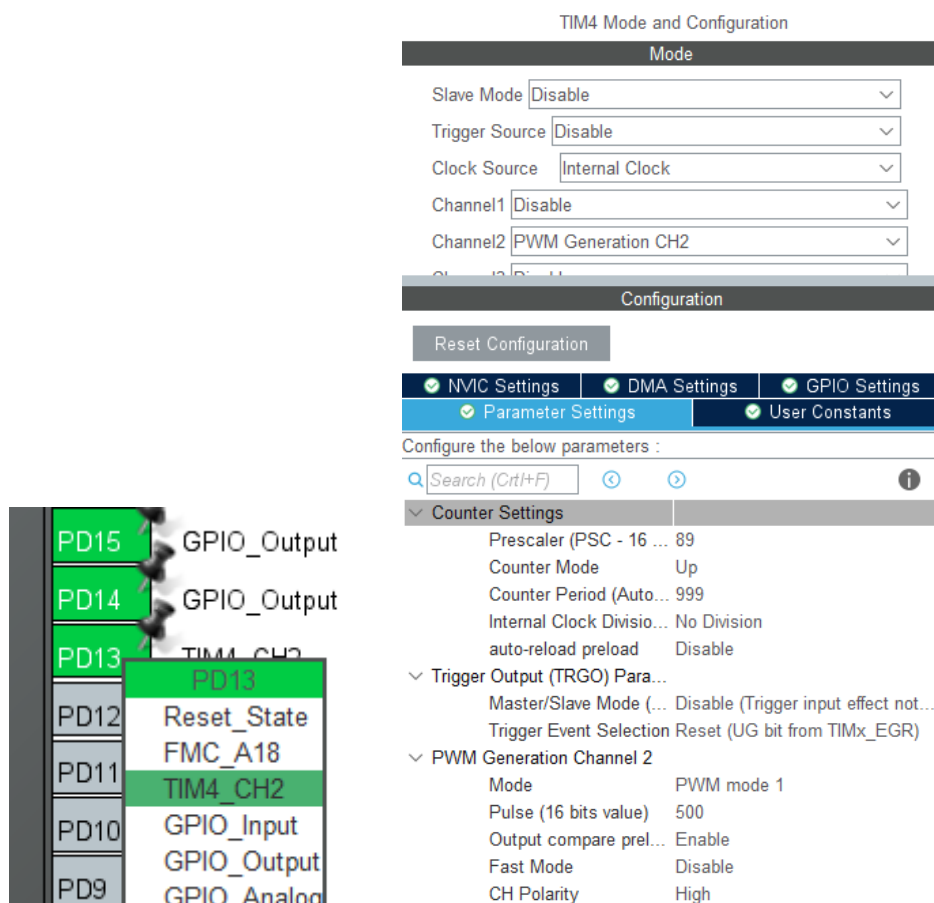 TIM4 Mode and Configuration
Mode
Slave Mode Disable
Trigger Source Disable
Clock Source Internal Clock
Channel1 Disable
Channel2 PWM Generation CH2
Configuration
Reset Configuration
NVIC Settings DMA Settings GPIO Settings
Parameter Settings User Constants
Configure the below parameters :
Search (Crtl+F)
Counter Settings
Prescaler (PSC - 16 ... 89
Counter Mode Up
Counter Period (Auto... 999
Internal Clock Divisio... No Division
auto-reload preload Disable
Trigger Output (TRGO) Para...
Master/Slave Mode (... Disable (Trigger input effect not...
Trigger Event Selection Reset (UG bit from TIMx_EGR)
PWM Generation Channel 2
Mode PWM mode 1
Pulse (16 bits value) 500
Output compare prel... Enable
Fast Mode Disable
CH Polarity High
PD15 GPIO_Output
PD14 GPIO_Output
PD13 TIM4_CH2
PD13
PD12 Reset_State
FMC_A18
PD11 TIM4_CH2
PD10 GPIO_Input
GPIO_Output
PD9 GPIO_Analog